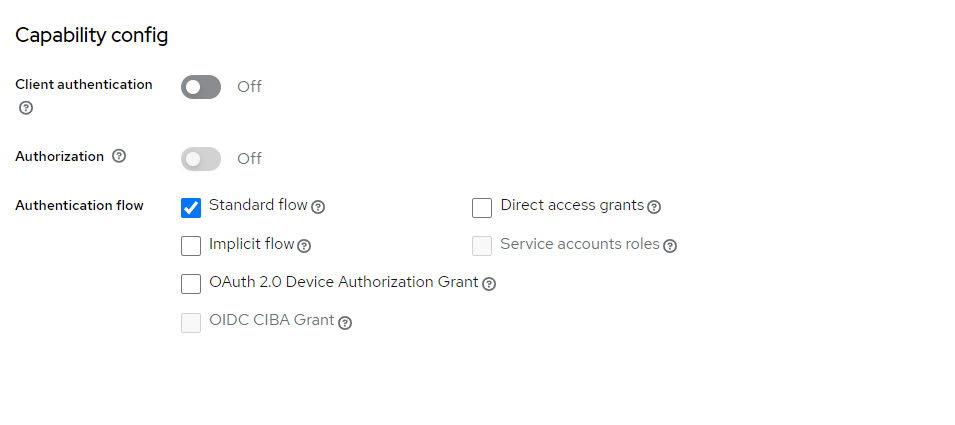 Capability config
Client authentication
Off
Authorization
Off
Authentication flow
Standard flow
Direct access grants
Implicit flow
Service accounts roles
OAuth 2.0 Device Authorization Grant
OIDC CIBA Grant